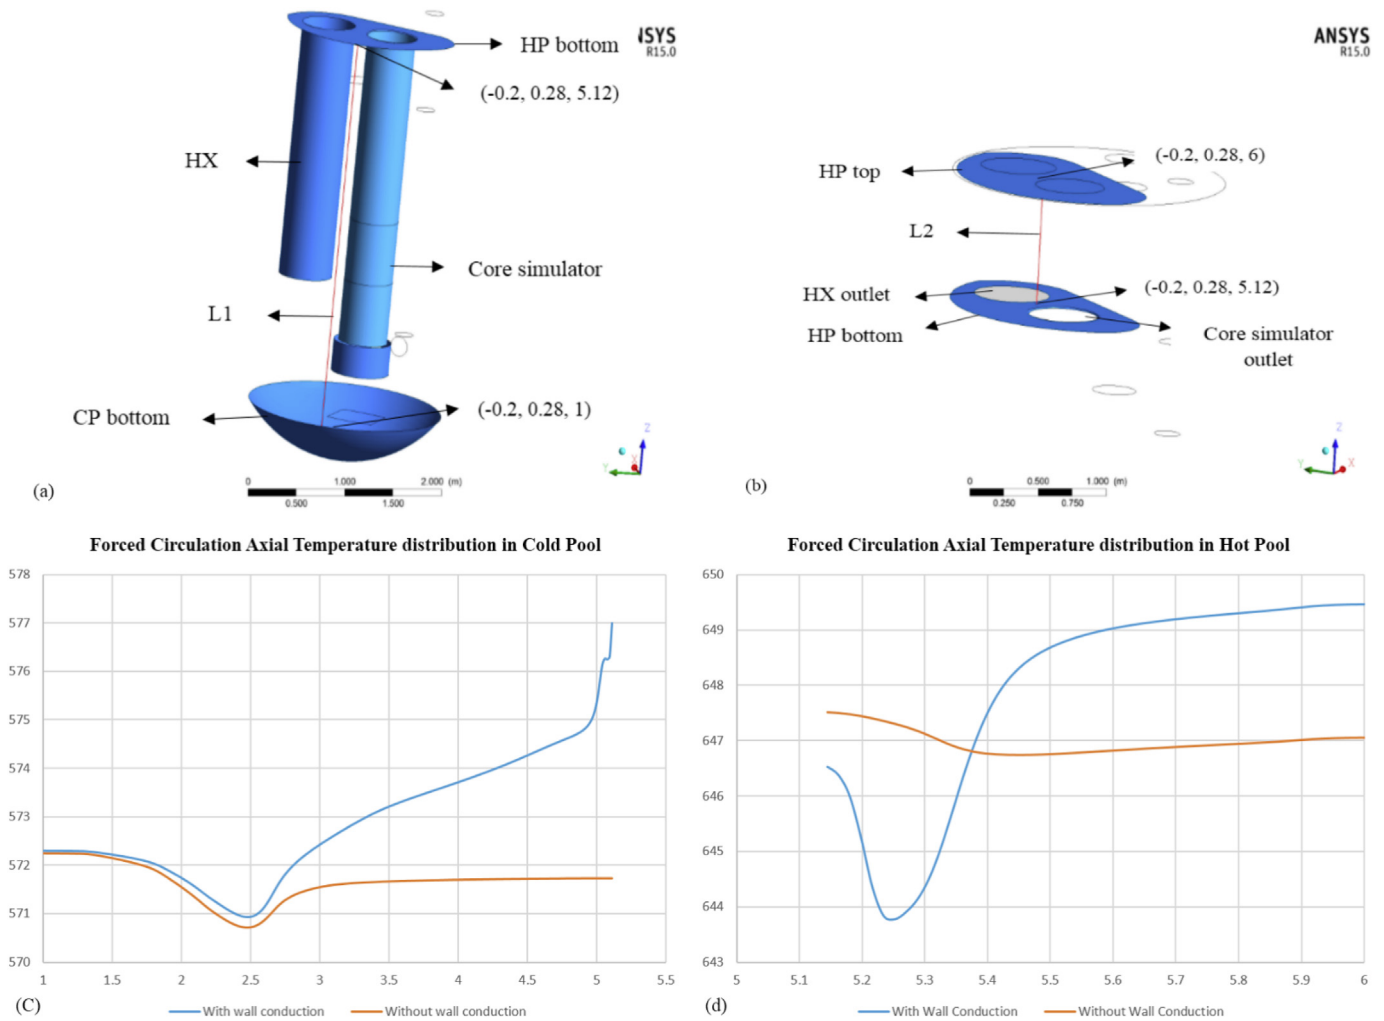 HP bottom
NSYS
R15.0
(-0.2, 0.28, 5.12)
HX
Core simulator
L1
CP bottom
(-0.2, 0.28, 1)
Z
Y
X
0 1.000 2.000 (m)
0.500 1.500
(a)
ANSYS
R15.0
HP top
(-0.2, 0.28, 6)
L2
HX outlet
(-0.2, 0.28, 5.12)
HP bottom
Core simulator
outlet
Z
Y
X
0 0.500 1.000 (m)
0.250 0.750
(b)
Forced Circulation Axial Temperature distribution in Cold Pool
578
577
576
575
574
573
572
571
570
1 1.5 2 2.5 3 3.5 4 4.5 5 5.5
(C)
With wall conduction Without wall conduction
Forced Circulation Axial Temperature distribution in Hot Pool
650
649
648
647
646
645
644
643
5 5.1 5.2 5.3 5.4 5.5 5.6 5.7 5.8 5.9 6
(d)
With Wall Conduction Without Wall Conduction